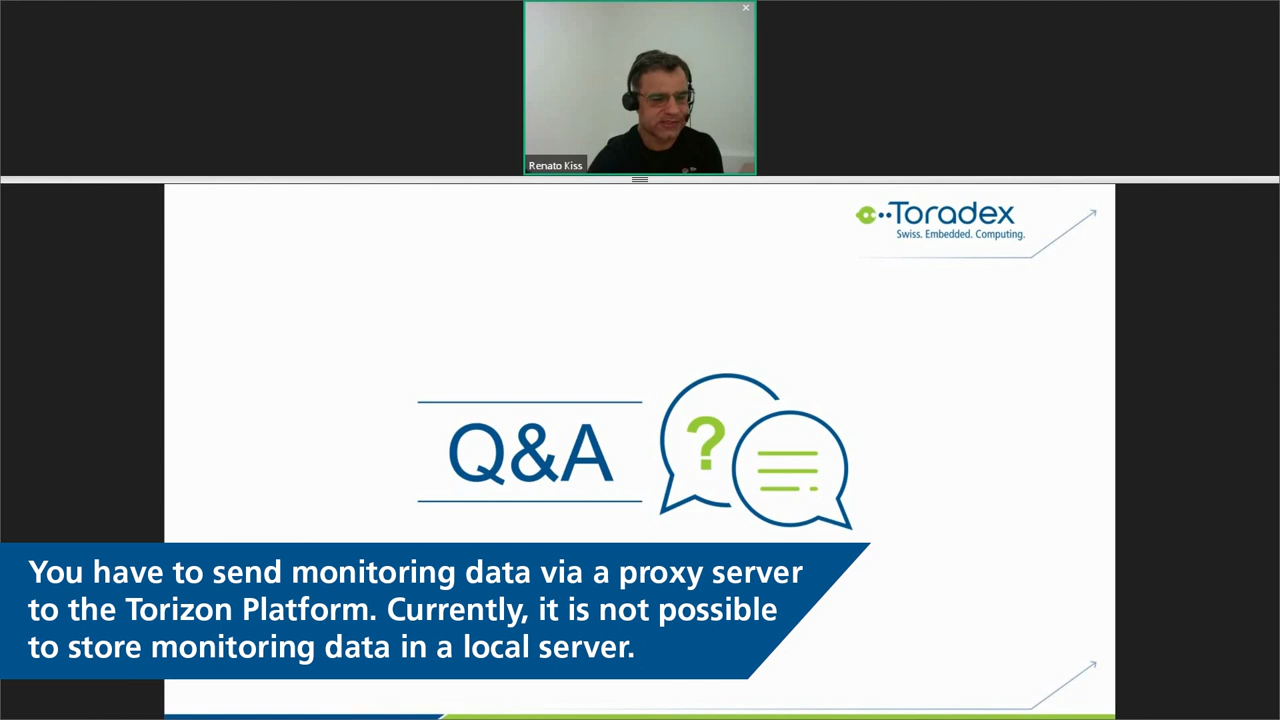 Renato Kiss
Toradex
Swiss. Embedded. Computing.
Q&A
?
You have to send monitoring data via a proxy server
to the Torizon Platform. Currently, it is not possible
to store monitoring data in a local server.